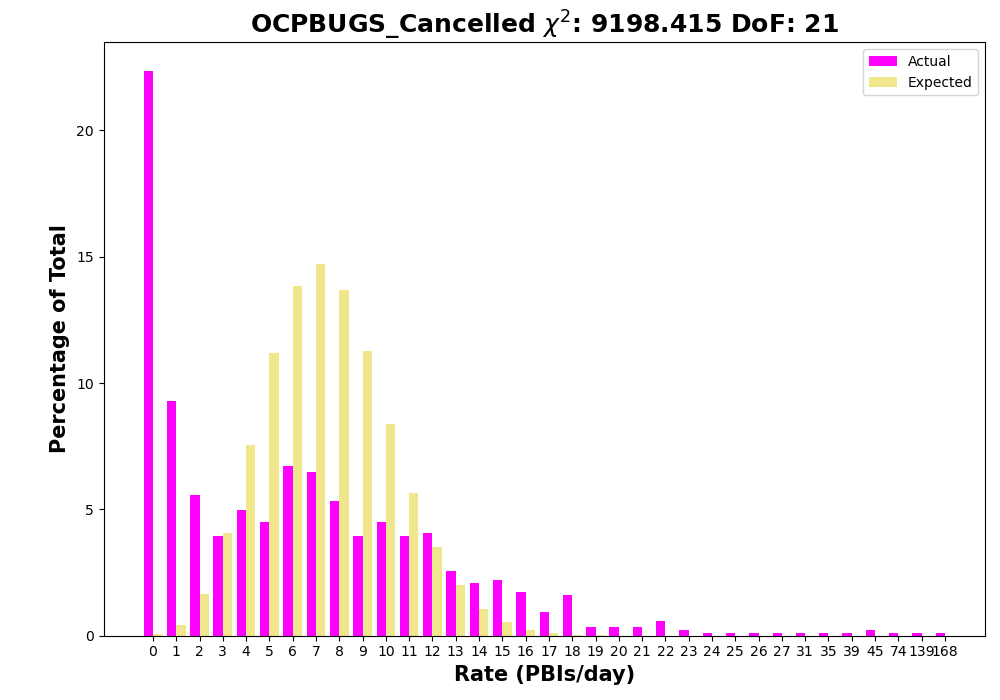 OCPBUGS_Cancelled χ²: 9198.415 DoF: 21
Actual
Expected
Percentage of Total
20
15
10
5
0
0 1 2 3 4 5 6 7 8 9 10 11 12 13 14 15 16 17 18 19 20 21 22 23 24 25 26 27 31 35 39 45 74 139 168
Rate (PBIs/day)